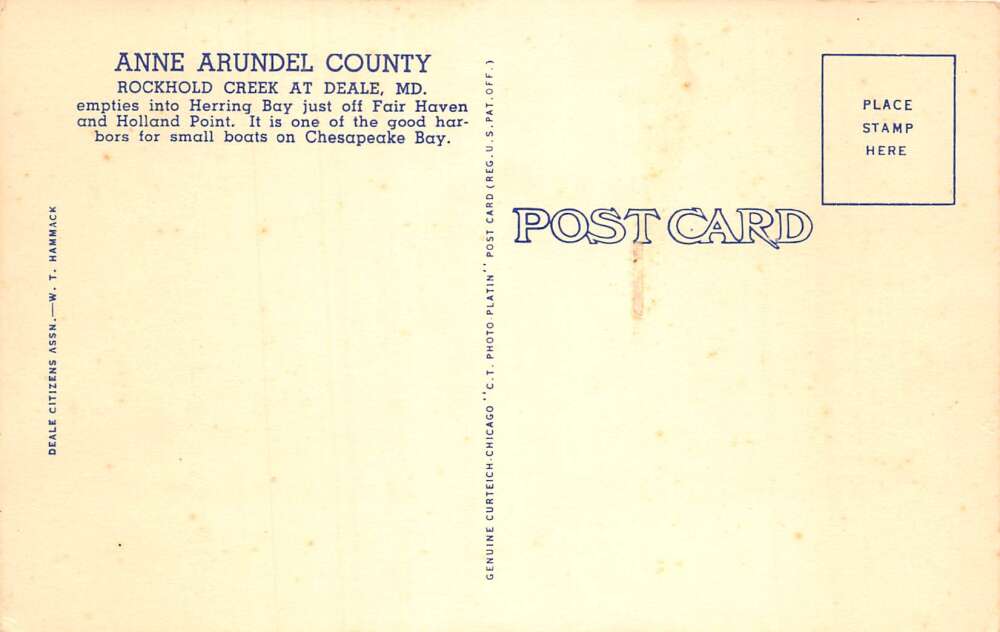 ANNE ARUNDEL COUNTY
ROCKHOLD CREEK AT DEALE, MD.
empties into Herring Bay just off Fair Haven
and Holland Point. It is one of the good har-
bors for small boats on Chesapeake Bay.
DEALE CITIZENS ASSN.—W. T. HAMMACK
GENUINE CURTEICH-CHICAGO "C.T. PHOTO-PLATIN" POST CARD (REG. U.S. PAT. OFF.)
POST CARD
PLACE
STAMP
HERE